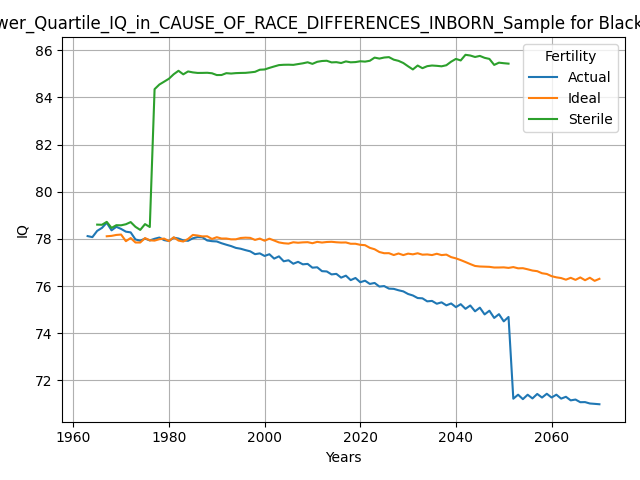 wer_Quartile_IQ_in_CAUSE_OF_RACE_DIFFERENCES_INBORN_Sample for Black
86
84
82
80
78
76
74
72
IQ
1960
1980
2000
2020
2040
2060
Years
Fertility
Actual
Ideal
Sterile